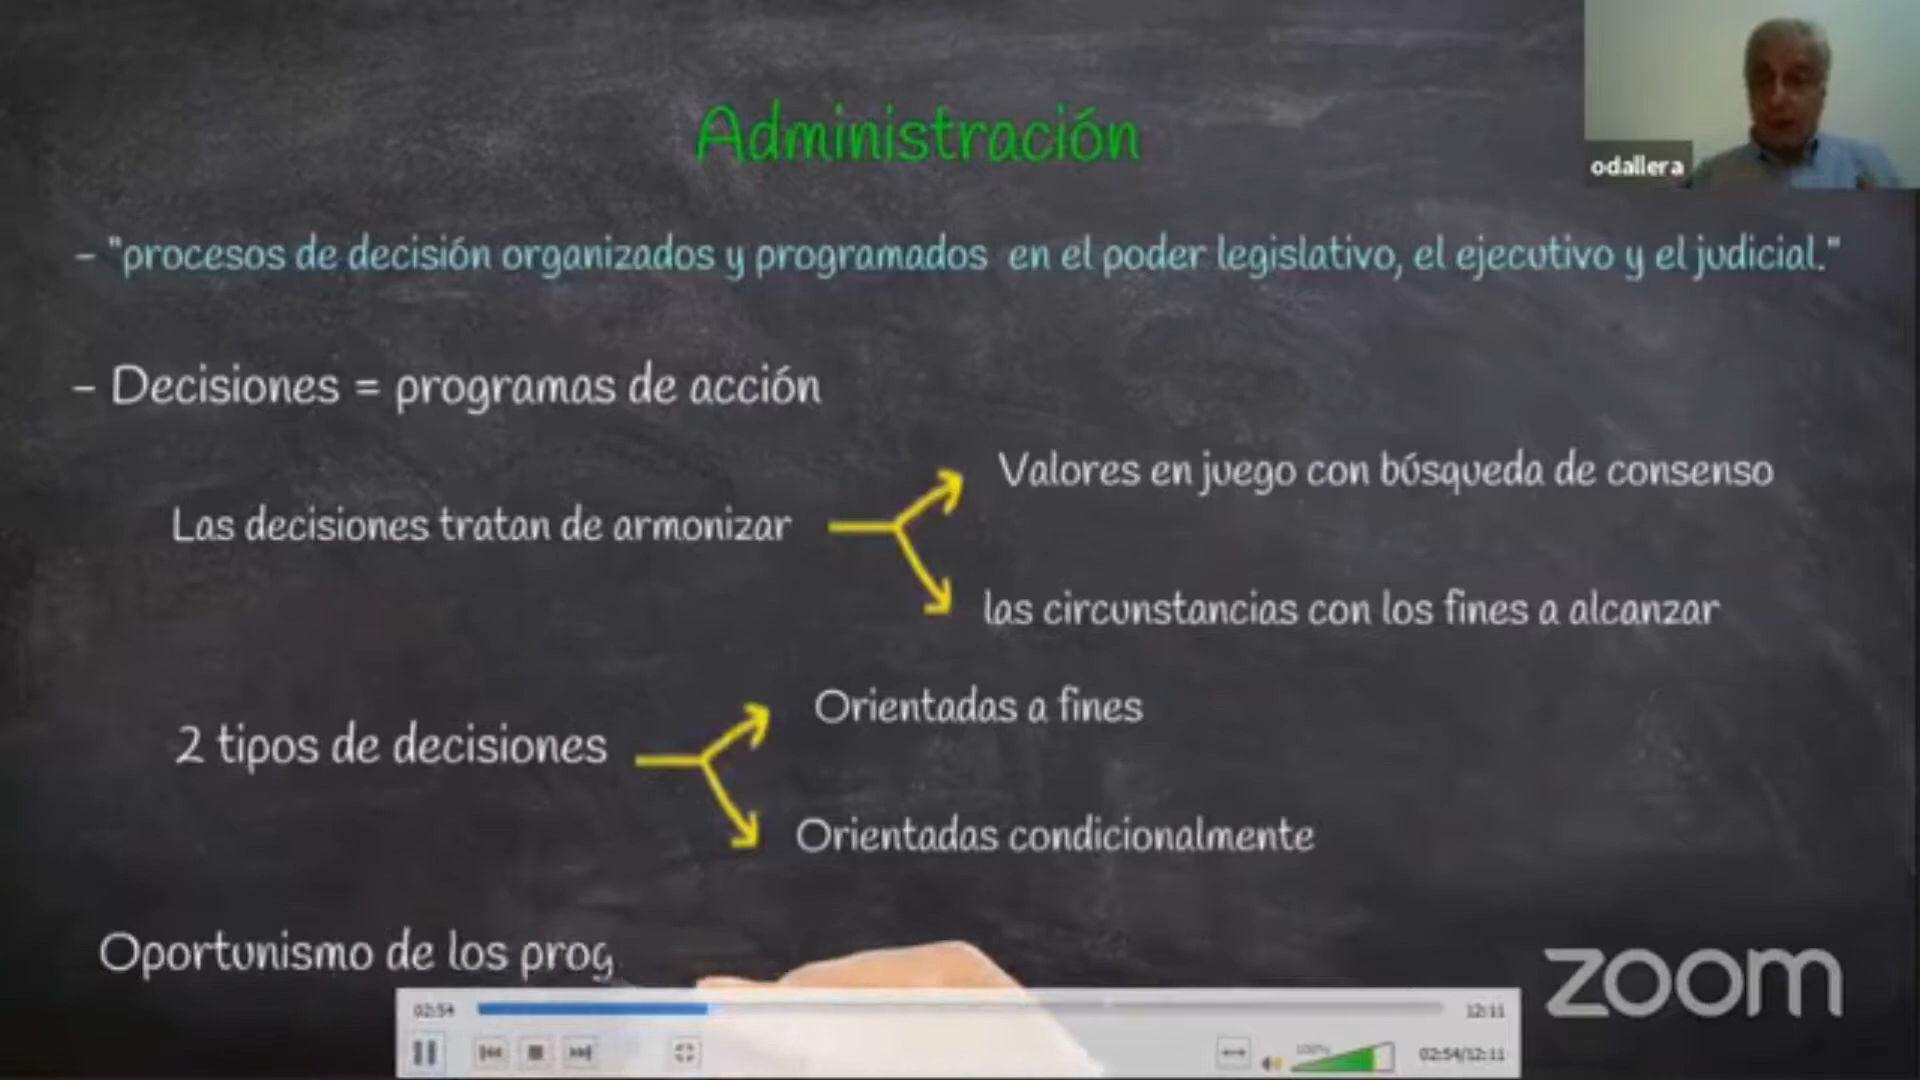 Administración
odallera
- "procesos de decisión organizados y programados en el poder legislativo, el ejecutivo y el judicial."
- Decisiones = programas de acción
Las decisiones tratan de armonizar
Valores en juego con búsqueda de consenso
las circunstancias con los fines a alcanzar
2 tipos de decisiones
Orientadas a fines
Orientadas condicionalmente
Oportunismo de los prog
zoom
02:54
12:11
100%
02:54/12:11